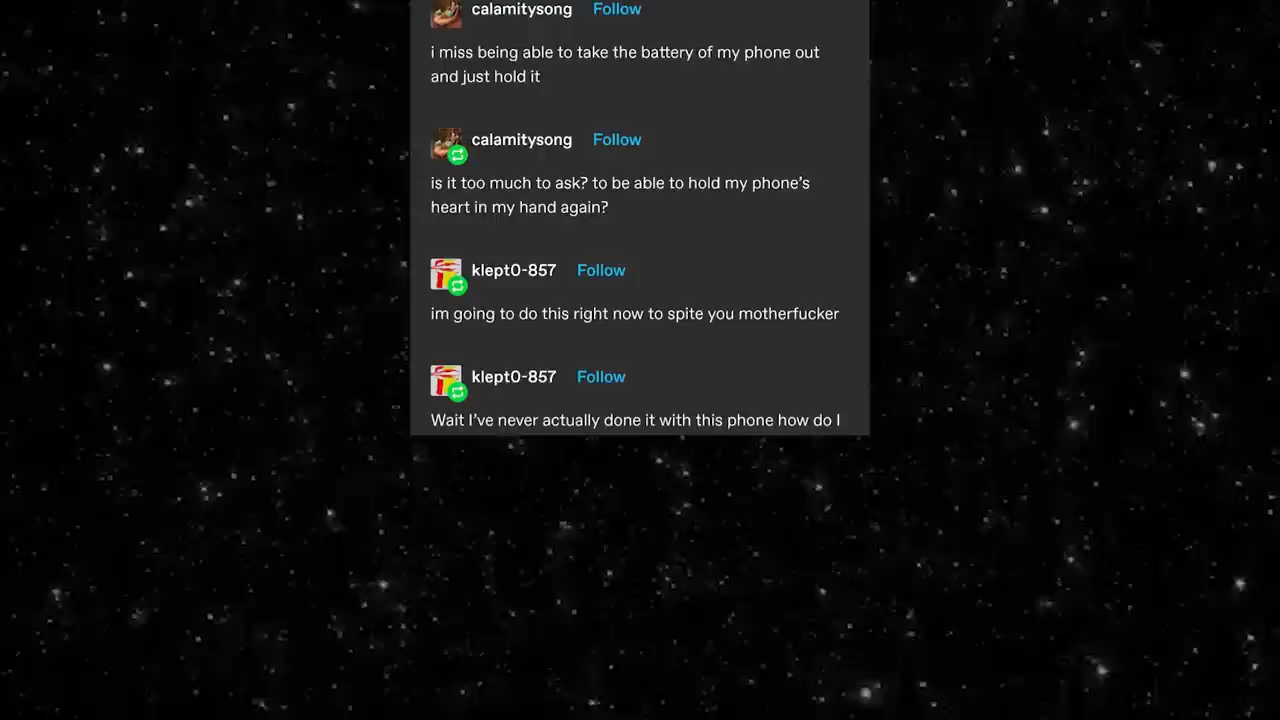 calamitysong Follow
i miss being able to take the battery of my phone out
and just hold it
calamitysong Follow
is it too much to ask? to be able to hold my phone's
heart in my hand again?
klept0-857 Follow
im going to do this right now to spite you motherfucker
klept0-857 Follow
Wait I've never actually done it with this phone how do I